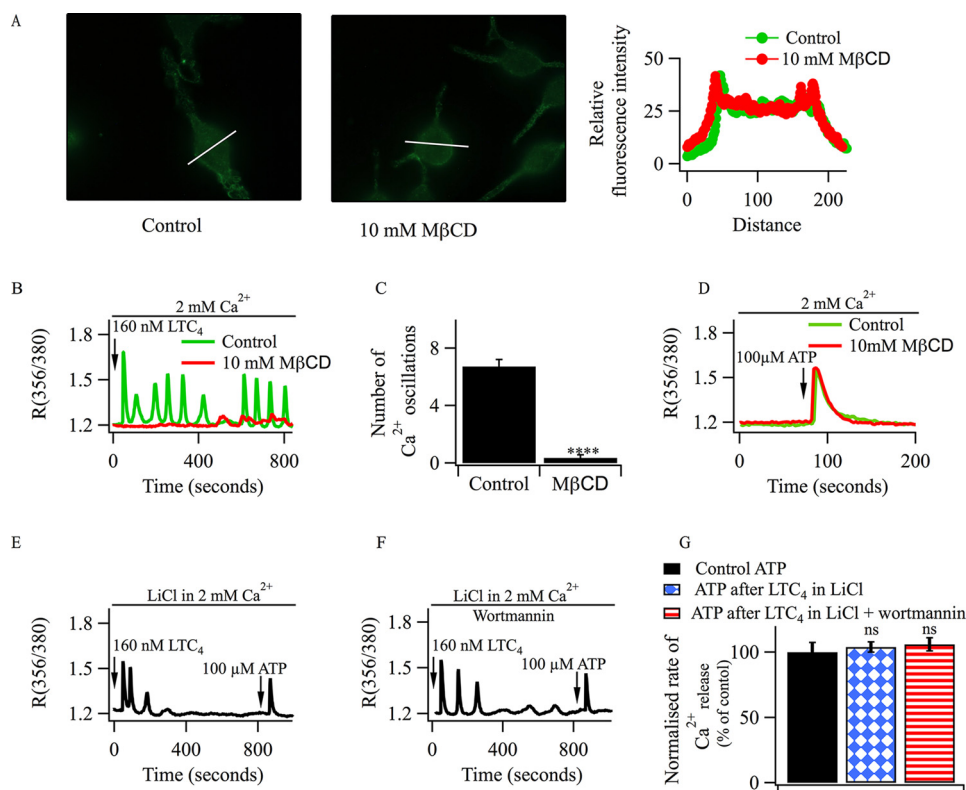 A
Control
10 mM MβCD
Control
10 mM MβCD
Relative
fluorescence intensity
50
25
0
0
100
200
Distance
B
2 mM Ca²⁺
160 nM LTC₄
Control
10 mM MβCD
R(356/380)
1.8
1.5
1.2
0
400
800
Time (seconds)
C
Number of
Ca²⁺ oscillations
8
4
0
****
Control
MβCD
D
2 mM Ca²⁺
Control
10mM MβCD
100µM ATP
R(356/380)
1.8
1.5
1.2
0
100
200
Time (seconds)
E
LiCl in 2 mM Ca²⁺
160 nM LTC₄
100 µM ATP
R(356/380)
1.8
1.5
1.2
0
400
800
Time (seconds)
F
LiCl in 2 mM Ca²⁺
Wortmannin
160 nM LTC₄
100 µM ATP
R(356/380)
1.8
1.5
1.2
0
400
800
Time (seconds)
G
Control ATP
ATP after LTC₄ in LiCl
ATP after LTC₄ in LiCl + wortmannin
ns
ns
Normalised rate of
Ca²⁺ release
(% of control)
100
50
0